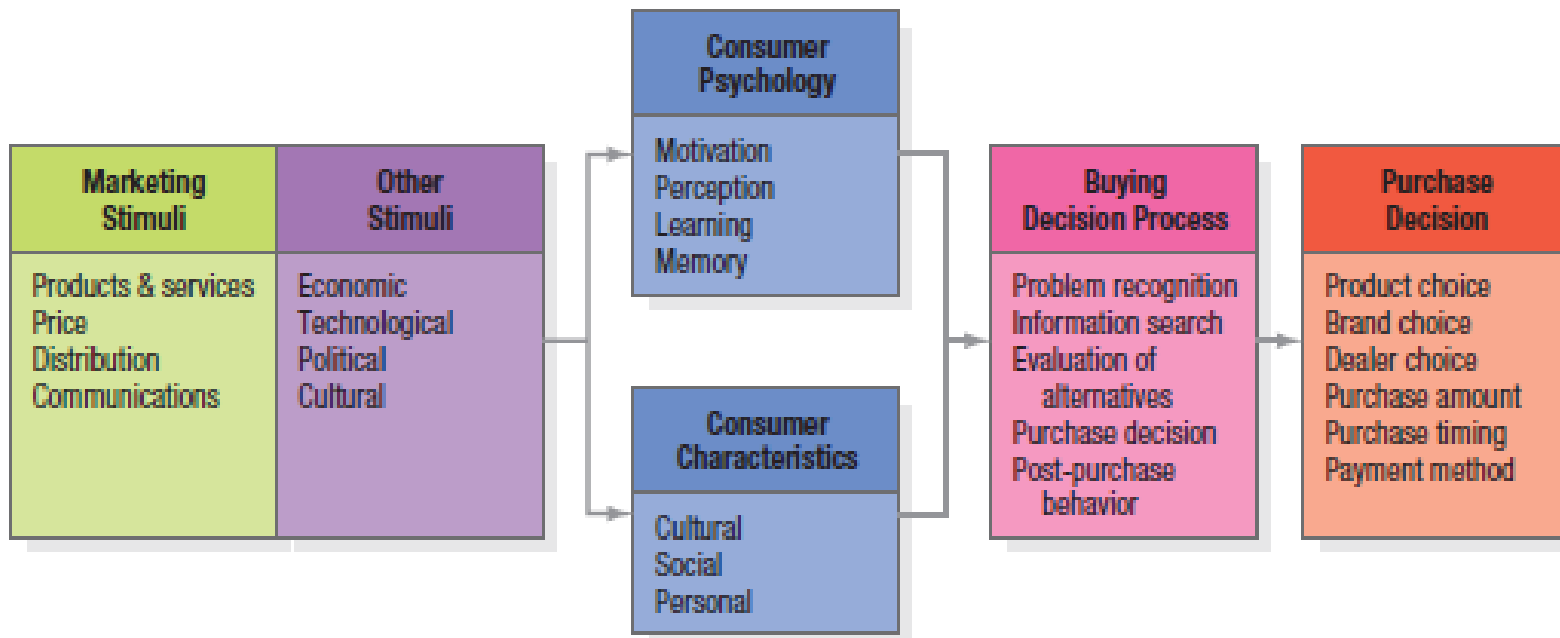 Marketing
Stimuli
Products & services
Price
Distribution
Communications
Other
Stimuli
Economic
Technological
Political
Cultural
Consumer
Psychology
Motivation
Perception
Learning
Memory
Consumer
Characteristics
Cultural
Social
Personal
Buying
Decision Process
Problem recognition
Information search
Evaluation of
alternatives
Purchase decision
Post-purchase
behavior
Purchase
Decision
Product choice
Brand choice
Dealer choice
Purchase amount
Purchase timing
Payment method